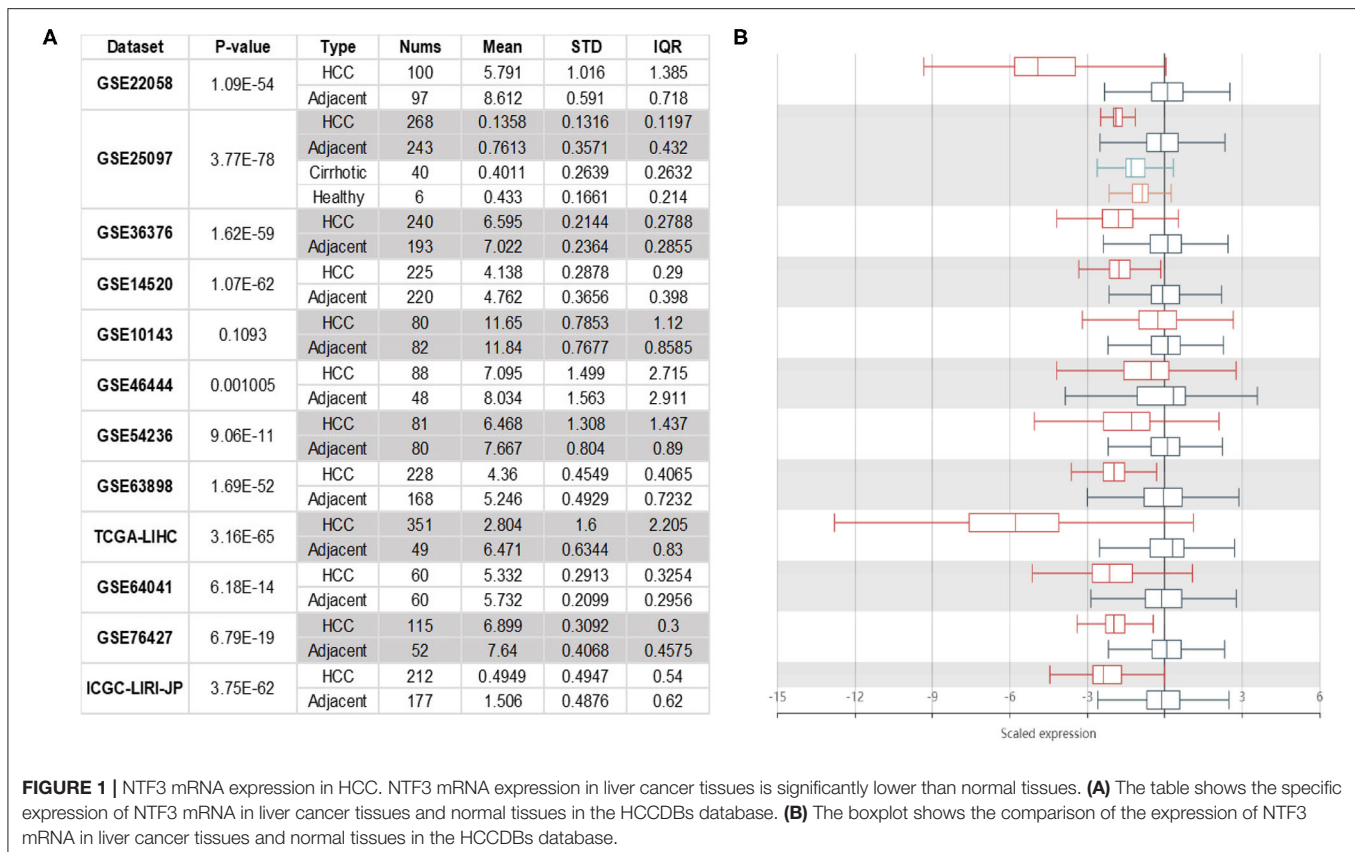 A
Dataset P-value Type Nums Mean STD IQR
GSE22058 1.09E-54 HCC 100 5.791 1.016 1.385
Adjacent 97 8.612 0.591 0.718
GSE25097 3.77E-78 HCC 268 0.1358 0.1316 0.1197
Adjacent 243 0.7613 0.3571 0.432
Cirrhotic 40 0.4011 0.2639 0.2632
Healthy 6 0.433 0.1661 0.214
GSE36376 1.62E-59 HCC 240 6.595 0.2144 0.2788
Adjacent 193 7.022 0.2364 0.2855
GSE14520 1.07E-62 HCC 225 4.138 0.2878 0.29
Adjacent 220 4.762 0.3656 0.398
GSE10143 0.1093 HCC 80 11.65 0.7853 1.12
Adjacent 82 11.84 0.7677 0.8585
GSE46444 0.001005 HCC 88 7.095 1.499 2.715
Adjacent 48 8.034 1.563 2.911
GSE54236 9.06E-11 HCC 81 6.468 1.308 1.437
Adjacent 80 7.667 0.804 0.89
GSE63898 1.69E-52 HCC 228 4.36 0.4549 0.4065
Adjacent 168 5.246 0.4929 0.7232
TCGA-LIHC 3.16E-65 HCC 351 2.804 1.6 2.205
Adjacent 49 6.471 0.6344 0.83
GSE64041 6.18E-14 HCC 60 5.332 0.2913 0.3254
Adjacent 60 5.732 0.2099 0.2956
GSE76427 6.79E-19 HCC 115 6.899 0.3092 0.3
Adjacent 52 7.64 0.4068 0.4575
ICGC-LIRI-JP 3.75E-62 HCC 212 0.4949 0.4947 0.54
Adjacent 177 1.506 0.4876 0.62
B
-15 -12 -9 -6 -3 0 3 6
Scaled expression
FIGURE 1 | NTF3 mRNA expression in HCC. NTF3 mRNA expression in liver cancer tissues is significantly lower than normal tissues. (A) The table shows the specific
expression of NTF3 mRNA in liver cancer tissues and normal tissues in the HCCDBs database. (B) The boxplot shows the comparison of the expression of NTF3
mRNA in liver cancer tissues and normal tissues in the HCCDBs database.